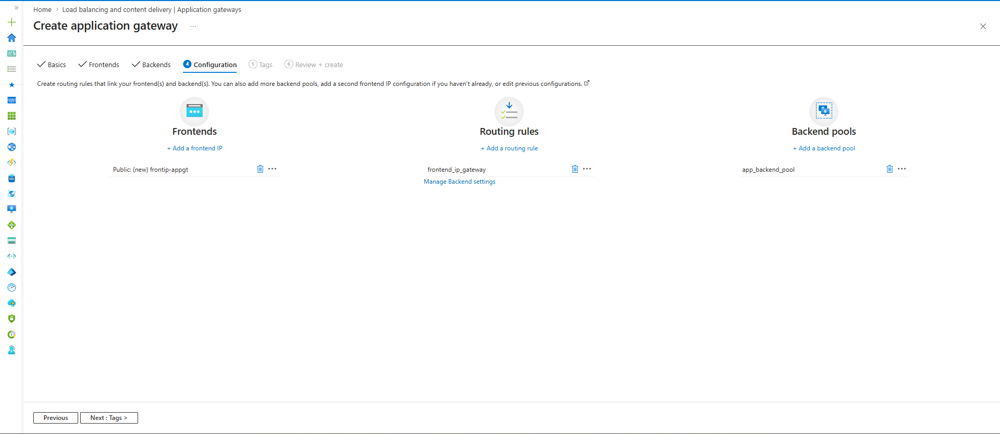 Home > Load balancing and content delivery | Application gateways
Create application gateway ...
Basics Frontends Backends 4 Configuration 5 Tags 6 Review + create
Create routing rules that link your frontend(s) and backend(s). You can also add more backend pools, add a second frontend IP configuration if you haven't already, or edit previous configurations.
Frontends Routing rules Backend pools
+ Add a frontend IP + Add a routing rule + Add a backend pool
Public: (new) frontip-appgt frontend_ip_gateway app_backend_pool
Manage Backend settings
Previous Next : Tags >